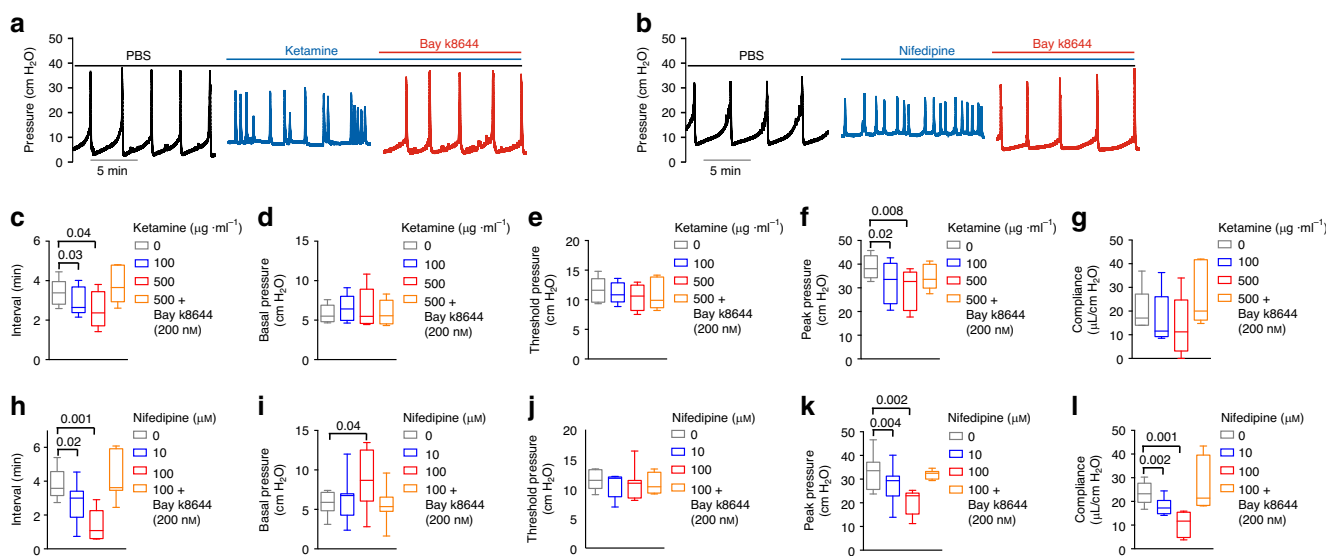 a
Pressure (cm H2O)
50
40
30
20
10
0
PBS
Ketamine
Bay k8644
5 min
b
Pressure (cm H2O)
50
40
30
20
10
0
PBS
Nifedipine
Bay k8644
5 min
c
Interval (min)
6
4
2
0
0.04
0.03
Ketamine (μg ·ml−1)
0
100
500
500 +
Bay k8644
(200 nM)
d
Basal pressure
(cm H2O)
15
10
5
0
Ketamine (μg ·ml−1)
0
100
500
500 +
Bay k8644
(200 nM)
e
Threshold pressure
(cm H2O)
20
15
10
5
0
Ketamine (μg ·ml−1)
0
100
500
500 +
Bay k8644
(200 nM)
f
Peak pressure
(cm H2O)
50
40
30
20
10
0
0.008
0.02
Ketamine (μg ·ml−1)
0
100
500
500 +
Bay k8644
(200 nM)
g
Compliance
(μL/cm H2O)
50
40
30
20
10
0
Ketamine (μg ·ml−1)
0
100
500
500 +
Bay k8644
(200 nM)
h
Interval (min)
6
4
2
0
0.001
0.02
Nifedipine (μM)
0
10
100
100 +
Bay k8644
(200 nM)
i
Basal pressure
(cm H2O)
15
10
5
0
0.04
Nifedipine (μM)
0
10
100
100 +
Bay k8644
(200 nM)
j
Threshold pressure
(cm H2O)
20
15
10
5
0
Nifedipine (μM)
0
10
100
100 +
Bay k8644
(200 nM)
k
Peak pressure
(cm H2O)
50
40
30
20
10
0
0.002
0.004
Nifedipine (μM)
0
10
100
100 +
Bay k8644
(200 nM)
l
Compliance
(μL/cm H2O)
50
40
30
20
10
0
0.001
0.002
Nifedipine (μM)
0
10
100
100 +
Bay k8644
(200 nM)